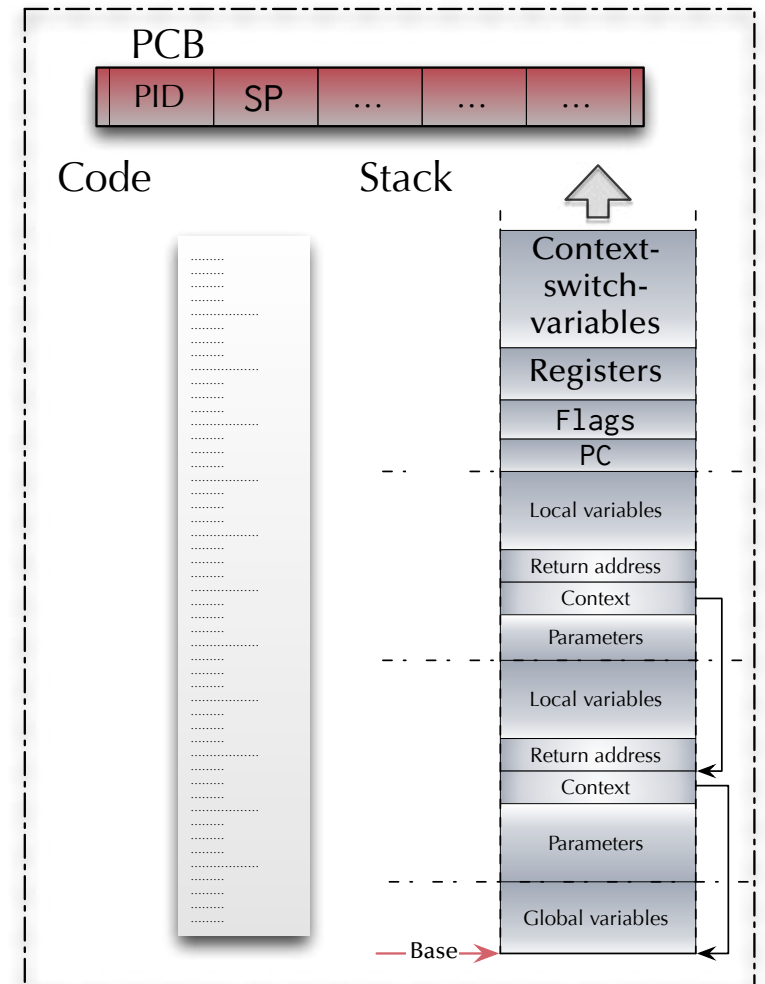 PCB
PID SP ... ... ...
Code Stack
Context-
switch-
variables
Registers
Flags
PC
Local variables
Return address
Context
Parameters
Local variables
Return address
Context
Parameters
Global variables
Base